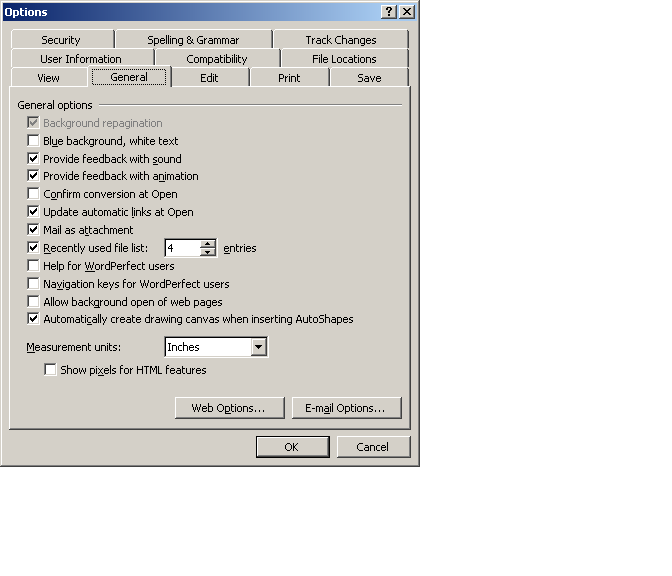 Options
Security Spelling & Grammar Track Changes
User Information Compatibility File Locations
View General Edit Print Save
General options
Background repagination
Blue background, white text
Provide feedback with sound
Provide feedback with animation
Confirm conversion at Open
Update automatic links at Open
Mail as attachment
Recently used file list: 4 entries
Help for WordPerfect users
Navigation keys for WordPerfect users
Allow background open of web pages
Automatically create drawing canvas when inserting AutoShapes
Measurement units: Inches
Show pixels for HTML features
Web Options... E-mail Options...
OK Cancel